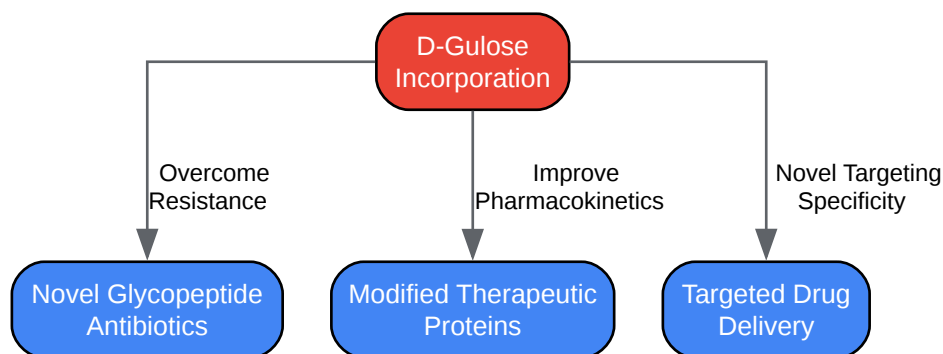 D-Gulose
Incorporation
Overcome
Resistance
Improve
Pharmacokinetics
Novel Targeting
Specificity
Novel Glycopeptide
Antibiotics
Modified Therapeutic
Proteins
Targeted Drug
Delivery